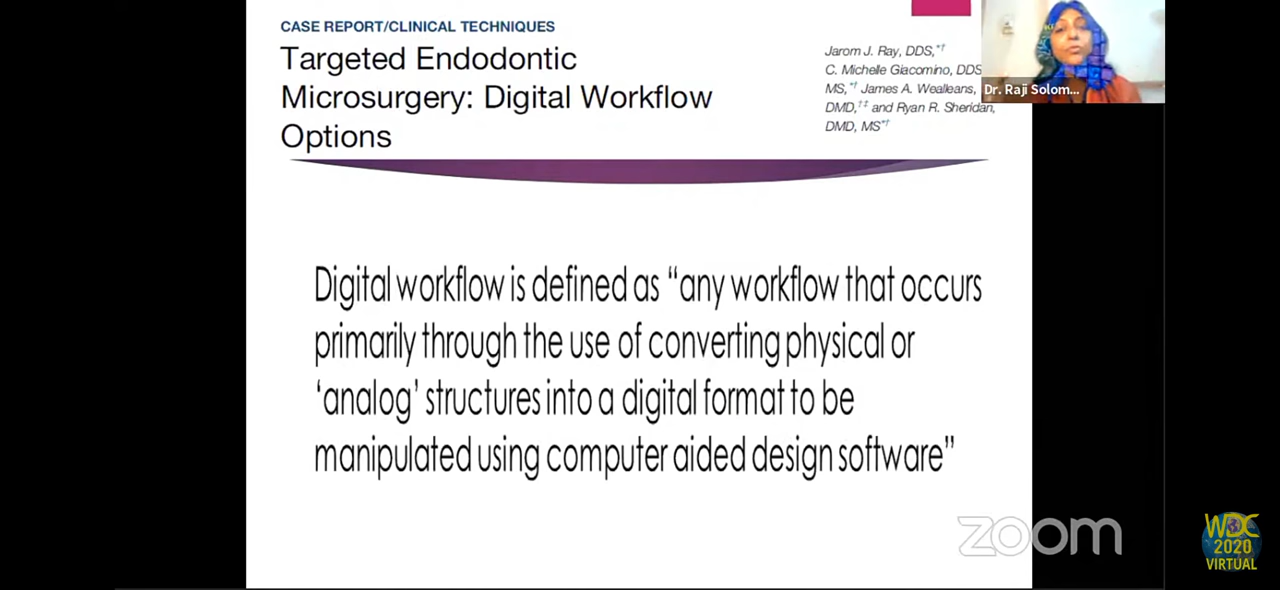 CASE REPORT/CLINICAL TECHNIQUES
Targeted Endodontic
Microsurgery: Digital Workflow
Options
Jarom J. Ray, DDS,*†
C. Michelle Giacomino, DDS
MS,*† James A. Wealleans,
DMD,†‡ and Ryan R. Sheridan,
DMD, MS*†
Dr. Raji Solom...
Digital workflow is defined as “any workflow that occurs
primarily through the use of converting physical or
‘analog’ structures into a digital format to be
manipulated using computer aided design software”
zoom
WDC
2020
VIRTUAL